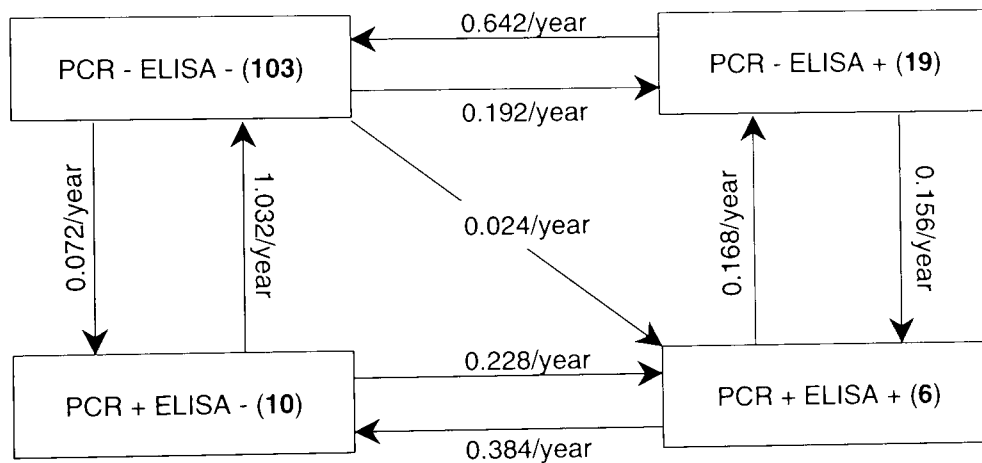 0.642/year
PCR - ELISA - (103)
PCR - ELISA + (19)
0.192/year
0.072/year
1.032/year
0.024/year
0.168/year
0.156/year
0.228/year
PCR + ELISA - (10)
PCR + ELISA + (6)
0.384/year